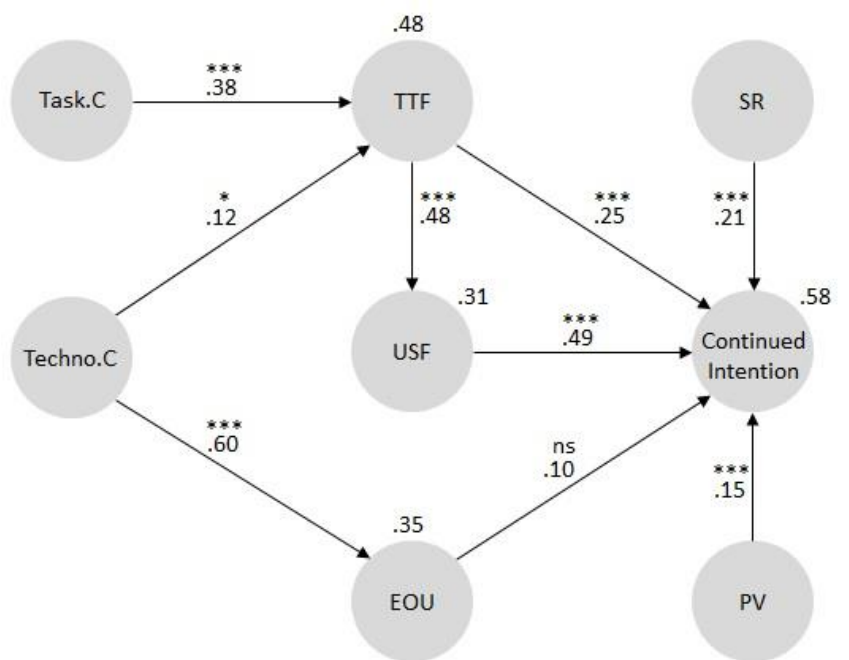 .48
***
.38
Task.C
TTF
SR
*
.12
***
.48
***
.25
***
.21
.31
.58
***
.49
Techno.C
USF
Continued
Intention
***
.60
ns
.10
***
.15
.35
EOU
PV